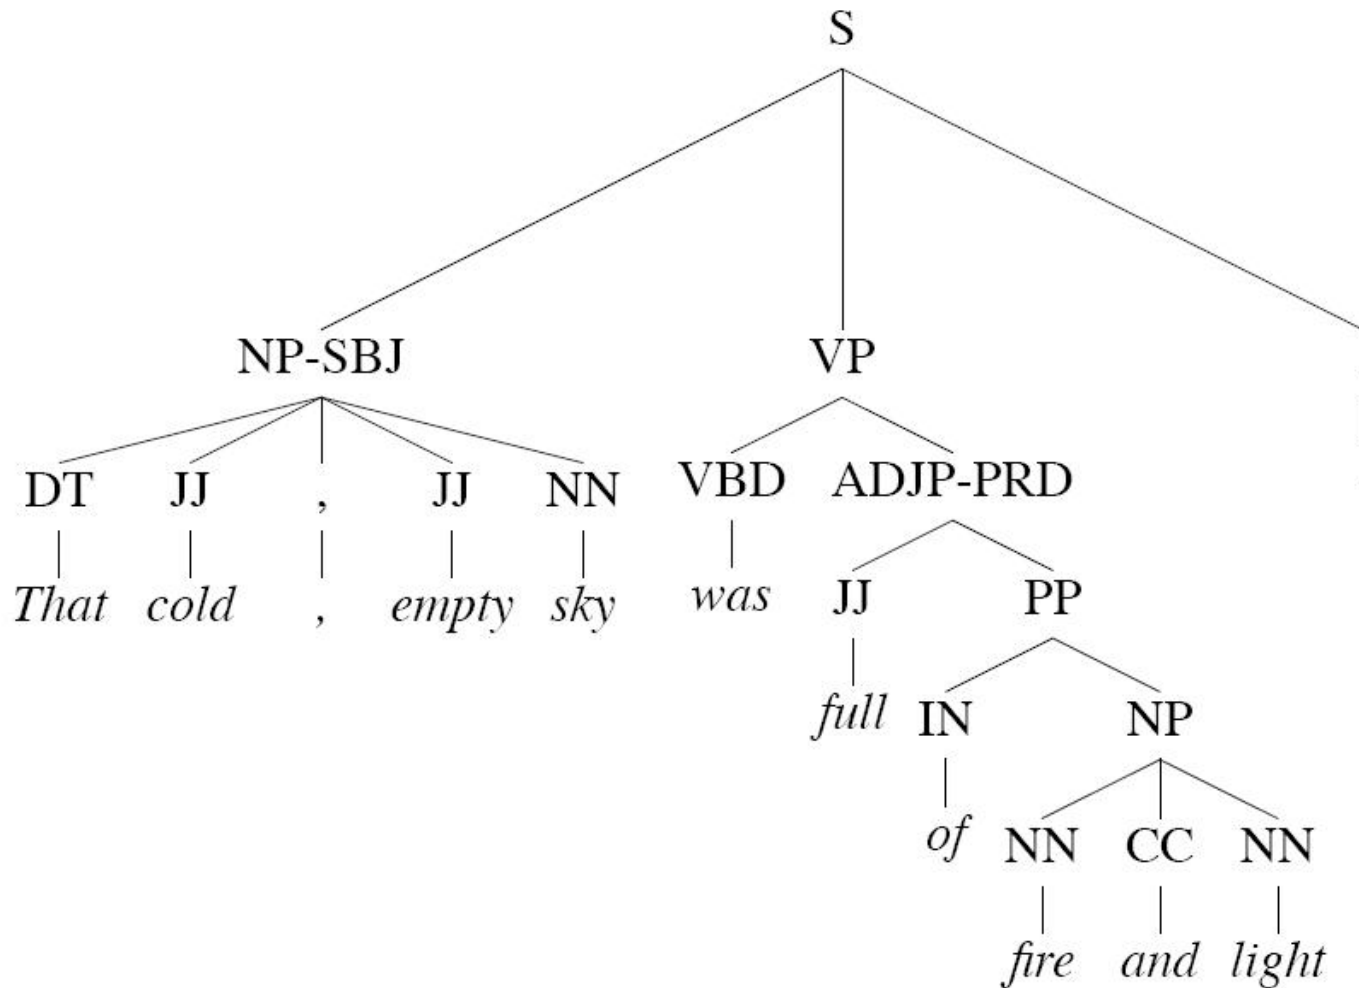 S
NP-SBJ VP
DT JJ , JJ NN VBD ADJP-PRD
That cold , empty sky was JJ PP
full IN NP
of NN CC NN
fire and light